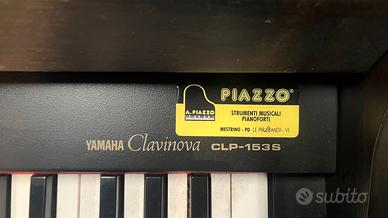 PIAZZO®
A. PIAZZO
STRUMENTI MUSICALI
PIANOFORTI
MESTRINO - PD
YAMAHA Clavinova CLP-153S
subito